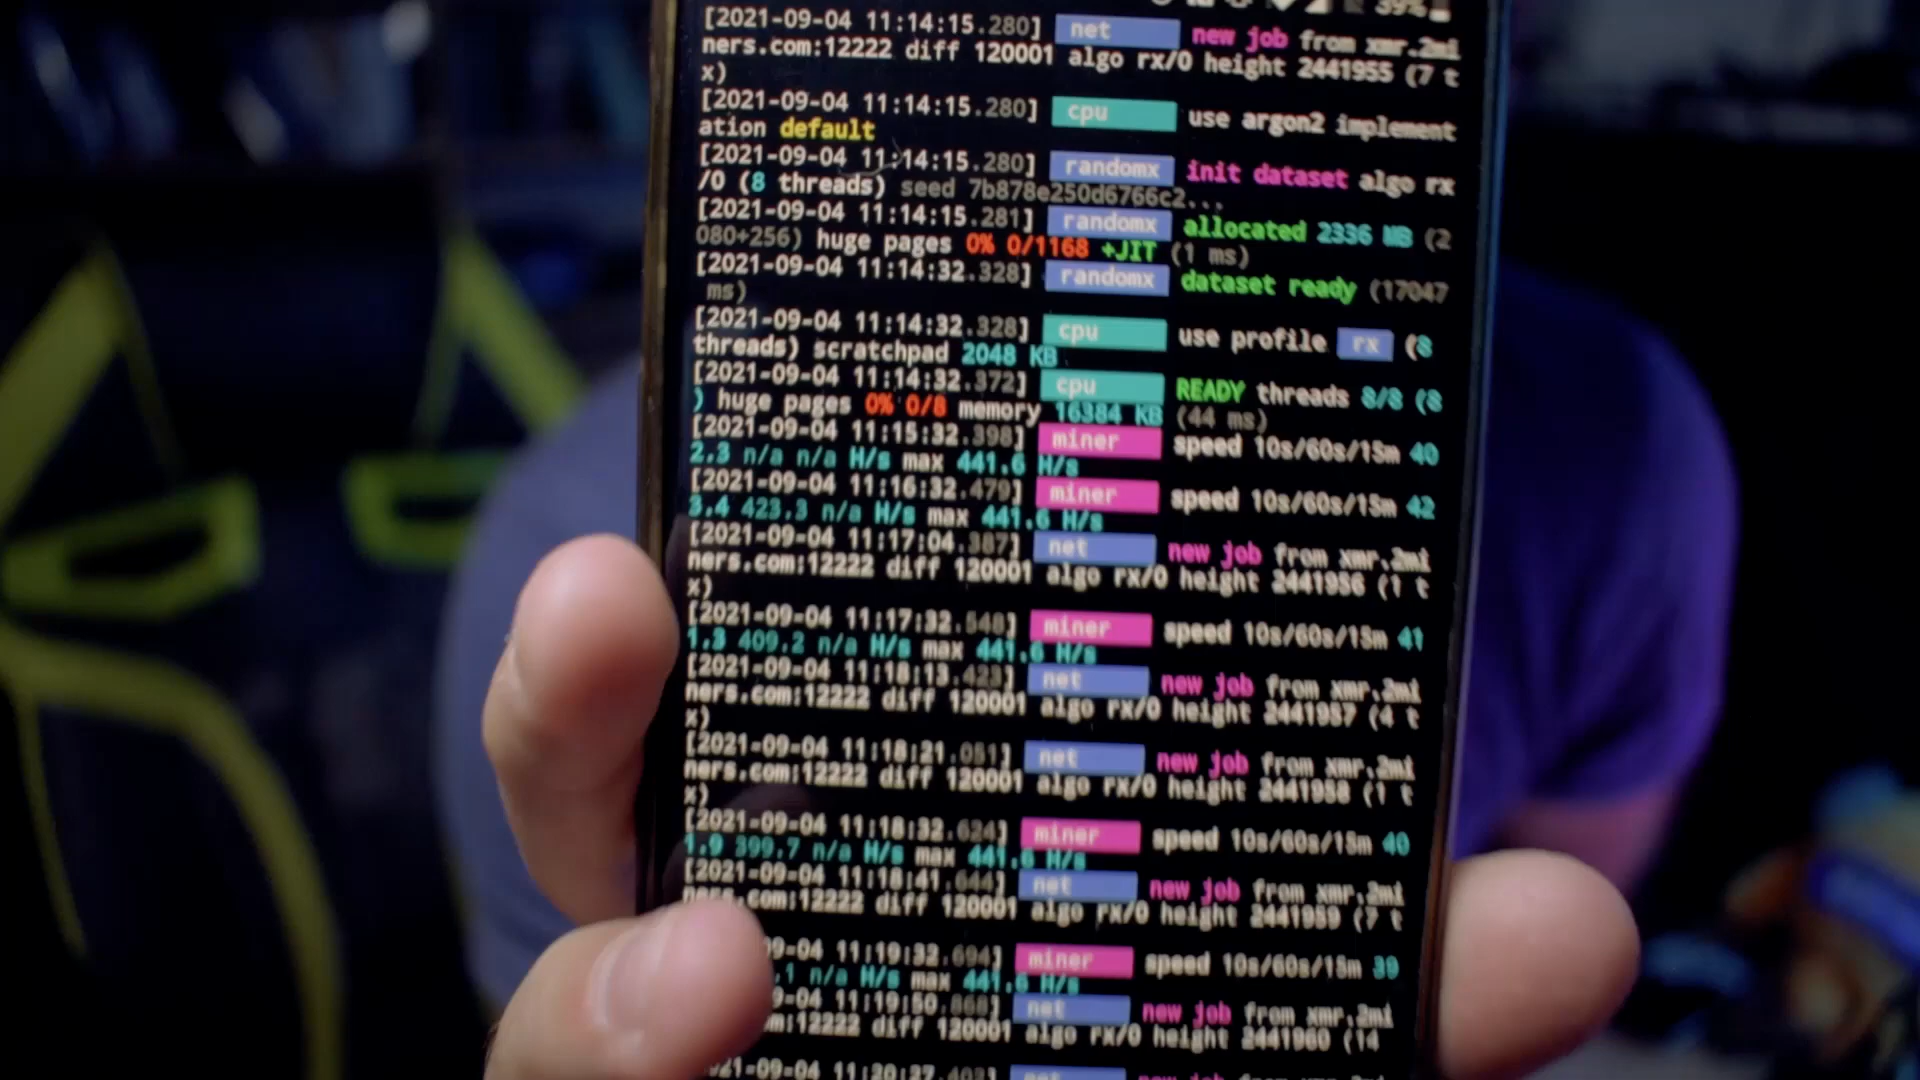 39%
[2021-09-04 11:14:15.280] net new job from xmr.2mi
ners.com:12222 diff 120001 algo rx/0 height 2441955 (7 t
x)
[2021-09-04 11:14:15.280] cpu use argon2 implement
ation default
[2021-09-04 11:14:15.280] randomx init dataset algo rx
/0 (8 threads) seed 7b878e250d6766c2...
[2021-09-04 11:14:15.281] randomx allocated 2336 MB (2
080+256) huge pages 0% 0/1168 +JIT (1 ms)
[2021-09-04 11:14:32.328] randomx dataset ready (17047
ms)
[2021-09-04 11:14:32.328] cpu use profile rx (8
threads) scratchpad 2048 KB
[2021-09-04 11:14:32.372] cpu READY threads 8/8 (8
) huge pages 0% 0/8 memory 16384 KB (44 ms)
[2021-09-04 11:15:32.398] miner speed 10s/60s/15m 40
2.3 n/a n/a H/s max 441.6 H/s
[2021-09-04 11:16:32.479] miner speed 10s/60s/15m 42
3.4 423.3 n/a H/s max 441.6 H/s
[2021-09-04 11:17:04.387] net new job from xmr.2mi
ners.com:12222 diff 120001 algo rx/0 height 2441956 (1 t
x)
[2021-09-04 11:17:32.548] miner speed 10s/60s/15m 41
1.3 409.2 n/a H/s max 441.6 H/s
[2021-09-04 11:18:13.423] net new job from xmr.2mi
ners.com:12222 diff 120001 algo rx/0 height 2441957 (4 t
x)
[2021-09-04 11:18:21.051] net new job from xmr.2mi
ners.com:12222 diff 120001 algo rx/0 height 2441958 (1 t
x)
[2021-09-04 11:18:32.624] miner speed 10s/60s/15m 40
1.9 399.7 n/a H/s max 441.6 H/s
[2021-09-04 11:18:41.644] net new job from xmr.2mi
ners.com:12222 diff 120001 algo rx/0 height 2441959 (7 t
9-04 11:19:32.694] miner speed 10s/60s/15m 39
.1 n/a H/s max 441.6 H/s
9-04 11:19:50.868] net new job from xmr.2mi
m:12222 diff 120001 algo rx/0 height 2441960 (14
21-09-04 11:20:27.402] net new job from xmr.2mi